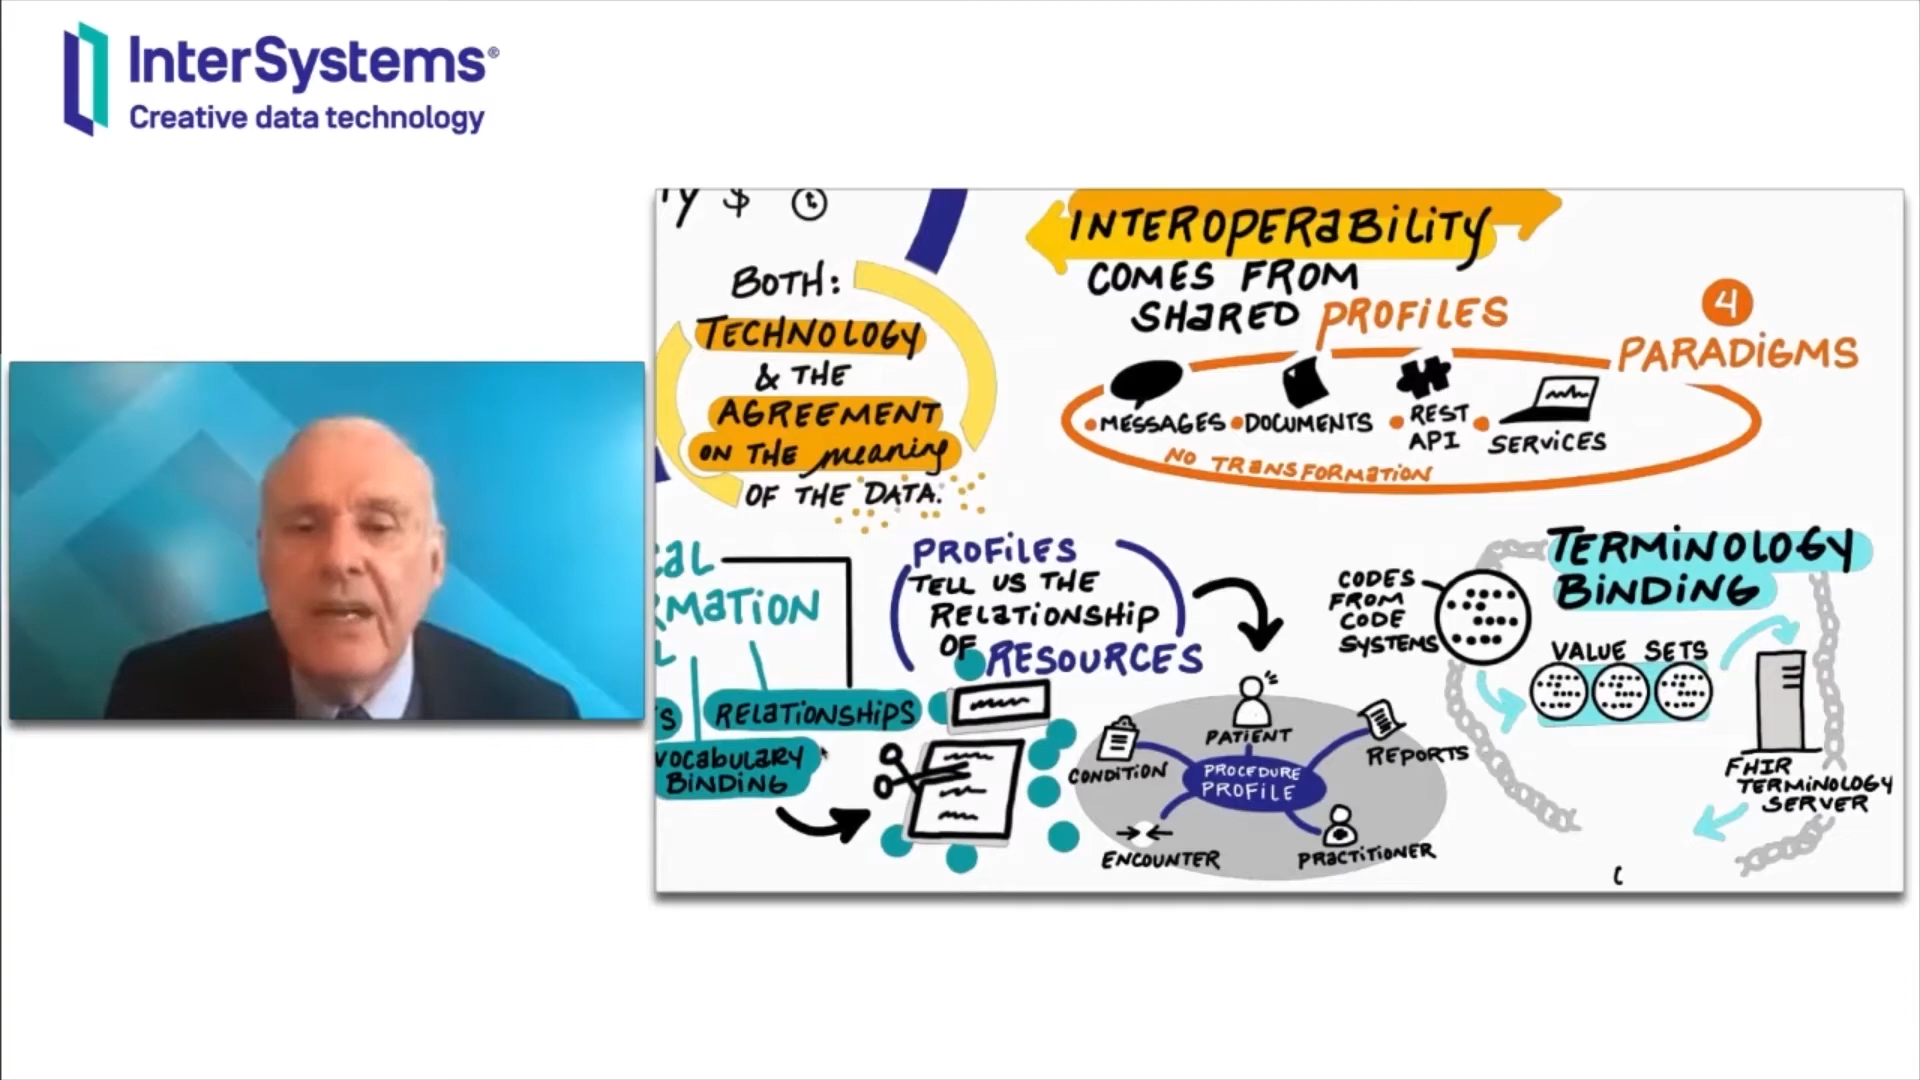 InterSystems®
Creative data technology
$
BOTH:
TECHNOLOGY
& THE
AGREEMENT
ON THE meaning
OF THE DATA.
INTEROPERABILITY
COMES FROM
SHARED PROFILES
4
PARADIGMS
• MESSAGES • DOCUMENTS • REST API • SERVICES
NO TRANSFORMATION
RELATIONSHIPS
VOCABULARY
BINDING
PROFILES
TELL US THE
RELATIONSHIP
OF RESOURCES
PATIENT
CONDITION
REPORTS
PROCEDURE
PROFILE
ENCOUNTER
PRACTITIONER
TERMINOLOGY
BINDING
CODES
FROM
CODE
SYSTEMS
VALUE SETS
FHIR
TERMINOLOGY
SERVER